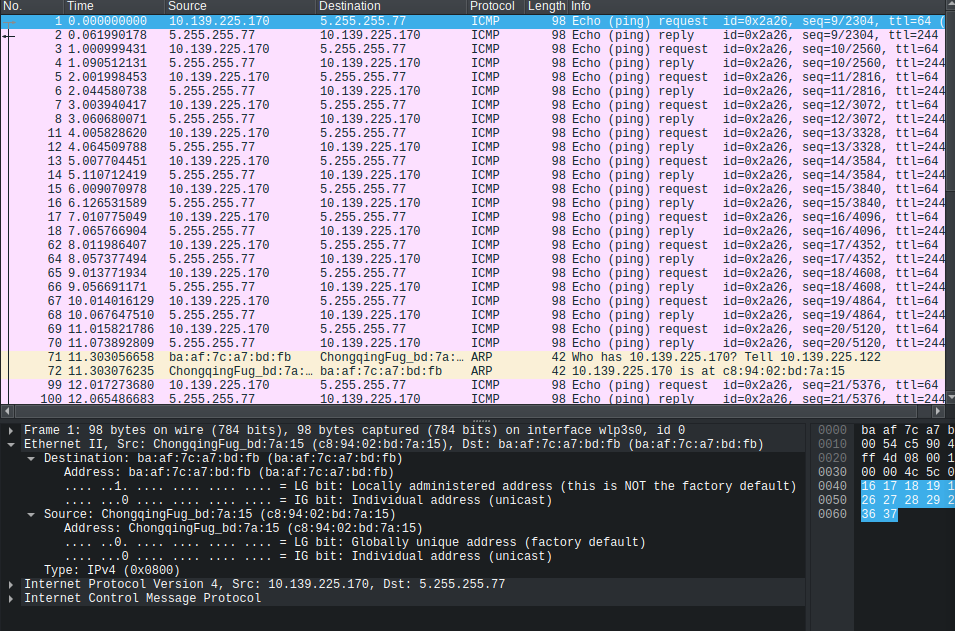 No. Time Source Destination Protocol Length Info
1 0.000000000 10.139.225.170 5.255.255.77 ICMP 98 Echo (ping) request id=0x2a26, seq=9/2304, ttl=64 (
2 0.061990178 5.255.255.77 10.139.225.170 ICMP 98 Echo (ping) reply id=0x2a26, seq=9/2304, ttl=244
3 1.000999431 10.139.225.170 5.255.255.77 ICMP 98 Echo (ping) request id=0x2a26, seq=10/2560, ttl=64
4 1.090512131 5.255.255.77 10.139.225.170 ICMP 98 Echo (ping) reply id=0x2a26, seq=10/2560, ttl=244
5 2.001998453 10.139.225.170 5.255.255.77 ICMP 98 Echo (ping) request id=0x2a26, seq=11/2816, ttl=64
6 2.044580738 5.255.255.77 10.139.225.170 ICMP 98 Echo (ping) reply id=0x2a26, seq=11/2816, ttl=244
7 3.003940417 10.139.225.170 5.255.255.77 ICMP 98 Echo (ping) request id=0x2a26, seq=12/3072, ttl=64
8 3.060680071 5.255.255.77 10.139.225.170 ICMP 98 Echo (ping) reply id=0x2a26, seq=12/3072, ttl=244
11 4.005828620 10.139.225.170 5.255.255.77 ICMP 98 Echo (ping) request id=0x2a26, seq=13/3328, ttl=64
12 4.064509788 5.255.255.77 10.139.225.170 ICMP 98 Echo (ping) reply id=0x2a26, seq=13/3328, ttl=244
13 5.007704451 10.139.225.170 5.255.255.77 ICMP 98 Echo (ping) request id=0x2a26, seq=14/3584, ttl=64
14 5.110712419 5.255.255.77 10.139.225.170 ICMP 98 Echo (ping) reply id=0x2a26, seq=14/3584, ttl=244
15 6.009070978 10.139.225.170 5.255.255.77 ICMP 98 Echo (ping) request id=0x2a26, seq=15/3840, ttl=64
16 6.126531589 5.255.255.77 10.139.225.170 ICMP 98 Echo (ping) reply id=0x2a26, seq=15/3840, ttl=244
17 7.010775049 10.139.225.170 5.255.255.77 ICMP 98 Echo (ping) request id=0x2a26, seq=16/4096, ttl=64
18 7.065766904 5.255.255.77 10.139.225.170 ICMP 98 Echo (ping) reply id=0x2a26, seq=16/4096, ttl=244
62 8.011986407 10.139.225.170 5.255.255.77 ICMP 98 Echo (ping) request id=0x2a26, seq=17/4352, ttl=64
64 8.057377494 5.255.255.77 10.139.225.170 ICMP 98 Echo (ping) reply id=0x2a26, seq=17/4352, ttl=244
65 9.013771934 10.139.225.170 5.255.255.77 ICMP 98 Echo (ping) request id=0x2a26, seq=18/4608, ttl=64
66 9.056691171 5.255.255.77 10.139.225.170 ICMP 98 Echo (ping) reply id=0x2a26, seq=18/4608, ttl=244
67 10.014016129 10.139.225.170 5.255.255.77 ICMP 98 Echo (ping) request id=0x2a26, seq=19/4864, ttl=64
68 10.067647510 5.255.255.77 10.139.225.170 ICMP 98 Echo (ping) reply id=0x2a26, seq=19/4864, ttl=244
69 11.015821786 10.139.225.170 5.255.255.77 ICMP 98 Echo (ping) request id=0x2a26, seq=20/5120, ttl=64
70 11.073892809 5.255.255.77 10.139.225.170 ICMP 98 Echo (ping) reply id=0x2a26, seq=20/5120, ttl=244
71 11.303056658 ba:af:7c:a7:bd:fb ChongqingFug_bd:7a:… ARP 42 Who has 10.139.225.170? Tell 10.139.225.122
72 11.303076235 ChongqingFug_bd:7a:… ba:af:7c:a7:bd:fb ARP 42 10.139.225.170 is at c8:94:02:bd:7a:15
99 12.017273680 10.139.225.170 5.255.255.77 ICMP 98 Echo (ping) request id=0x2a26, seq=21/5376, ttl=64
100 12.065486683 5.255.255.77 10.139.225.170 ICMP 98 Echo (ping) reply id=0x2a26, seq=21/5376, ttl=244
Frame 1: 98 bytes on wire (784 bits), 98 bytes captured (784 bits) on interface wlp3s0, id 0
Ethernet II, Src: ChongqingFug_bd:7a:15 (c8:94:02:bd:7a:15), Dst: ba:af:7c:a7:bd:fb (ba:af:7c:a7:bd:fb)
Destination: ba:af:7c:a7:bd:fb (ba:af:7c:a7:bd:fb)
Address: ba:af:7c:a7:bd:fb (ba:af:7c:a7:bd:fb)
.... ..1. .... .... .... .... = LG bit: Locally administered address (this is NOT the factory default)
.... ...0 .... .... .... .... = IG bit: Individual address (unicast)
Source: ChongqingFug_bd:7a:15 (c8:94:02:bd:7a:15)
Address: ChongqingFug_bd:7a:15 (c8:94:02:bd:7a:15)
.... ..0. .... .... .... .... = LG bit: Globally unique address (factory default)
.... ...0 .... .... .... .... = IG bit: Individual address (unicast)
Type: IPv4 (0x0800)
Internet Protocol Version 4, Src: 10.139.225.170, Dst: 5.255.255.77
Internet Control Message Protocol
0000 ba af 7c a7 b
0010 00 54 c5 90 4
0020 ff 4d 08 00 1
0030 00 00 4c 5c 0
0040 16 17 18 19 1
0050 26 27 28 29 2
0060 36 37